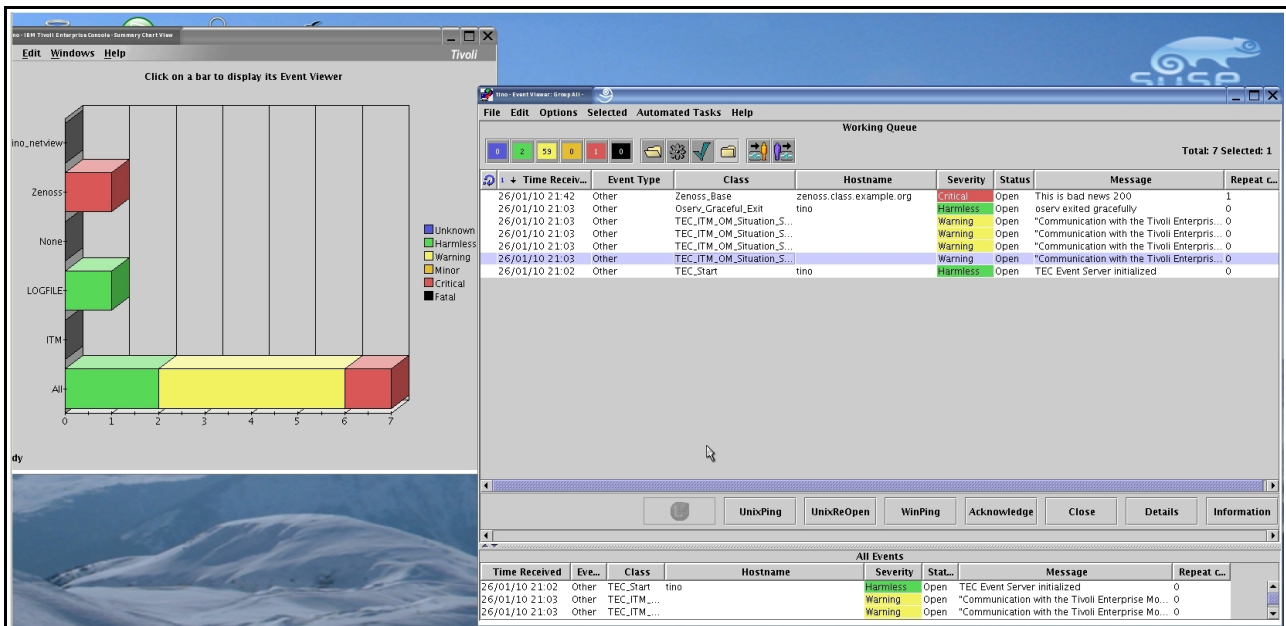 no - IBM Tivoli Enterprise Console - Summary Chart View
Edit Windows Help Tivoli
Click on a bar to display its Event Viewer
ino_netview
Zenoss
None
LOGFILE
ITM
All
0 1 2 3 4 5 6 7
Unknown
Harmless
Warning
Minor
Critical
Fatal
dy
SUSE
tino - Event Viewer: Group All -
File Edit Options Selected Automated Tasks Help
Working Queue
0 2 59 0 1 0 Total: 7 Selected: 1
1 Time Receiv... Event Type Class Hostname Severity Status Message Repeat c...
26/01/10 21:42 Other Zenoss_Base zenoss.class.example.org Critical Open This is bad news 200 1
26/01/10 21:03 Other Oserv_Graceful_Exit tino Harmless Open oserv exited gracefully 0
26/01/10 21:03 Other TEC_ITM_OM_Situation_S... Warning Open "Communication with the Tivoli Enterpris... 0
26/01/10 21:03 Other TEC_ITM_OM_Situation_S... Warning Open "Communication with the Tivoli Enterpris... 0
26/01/10 21:03 Other TEC_ITM_OM_Situation_S... Warning Open "Communication with the Tivoli Enterpris... 0
26/01/10 21:03 Other TEC_ITM_OM_Situation_S... Warning Open "Communication with the Tivoli Enterpris... 0
26/01/10 21:02 Other TEC_Start tino Harmless Open TEC Event Server initialized 0
UnixPing UnixReOpen WinPing Acknowledge Close Details Information
All Events
Time Received Eve... Class Hostname Severity Stat... Message Repeat c...
26/01/10 21:02 Other TEC_Start tino Harmless Open TEC Event Server initialized 0
26/01/10 21:03 Other TEC_ITM_... Warning Open "Communication with the Tivoli Enterprise Mo... 0
26/01/10 21:03 Other TEC_ITM_... Warning Open "Communication with the Tivoli Enterprise Mo... 0